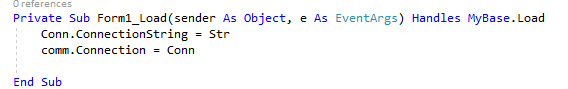 0 references
Private Sub Form1_Load(sender As Object, e As EventArgs) Handles MyBase.Load
Conn.ConnectionString = Str
comm.Connection = Conn
End Sub